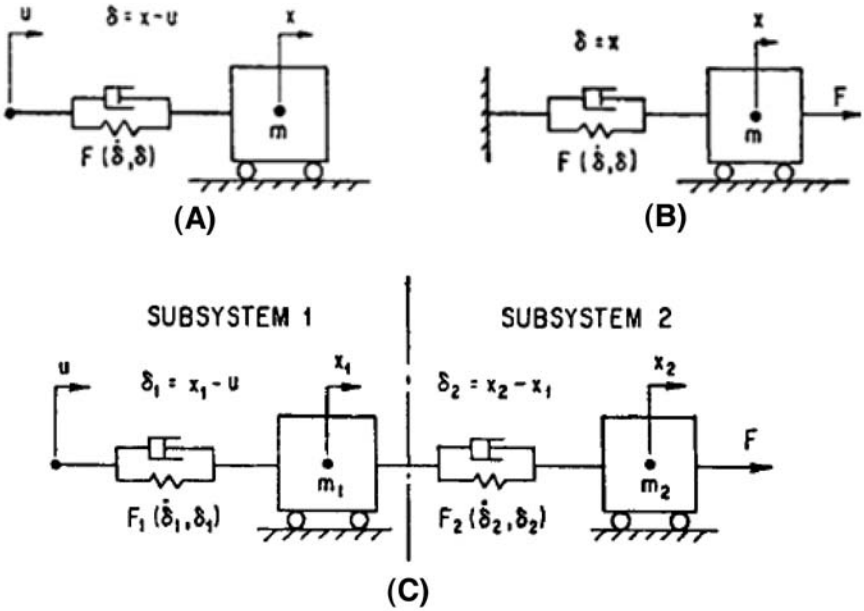 u δ = x - u x
m
F (δ̇,δ)
(A)
δ = x x
F
m
F (δ̇,δ)
(B)
SUBSYSTEM 1
SUBSYSTEM 2
u δ₁ = x₁ - u x₁
δ₂ = x₂ - x₁ x₂
F
m₁
m₂
F₁ (δ̇₁,δ₁)
F₂ (δ̇₂,δ₂)
(C)